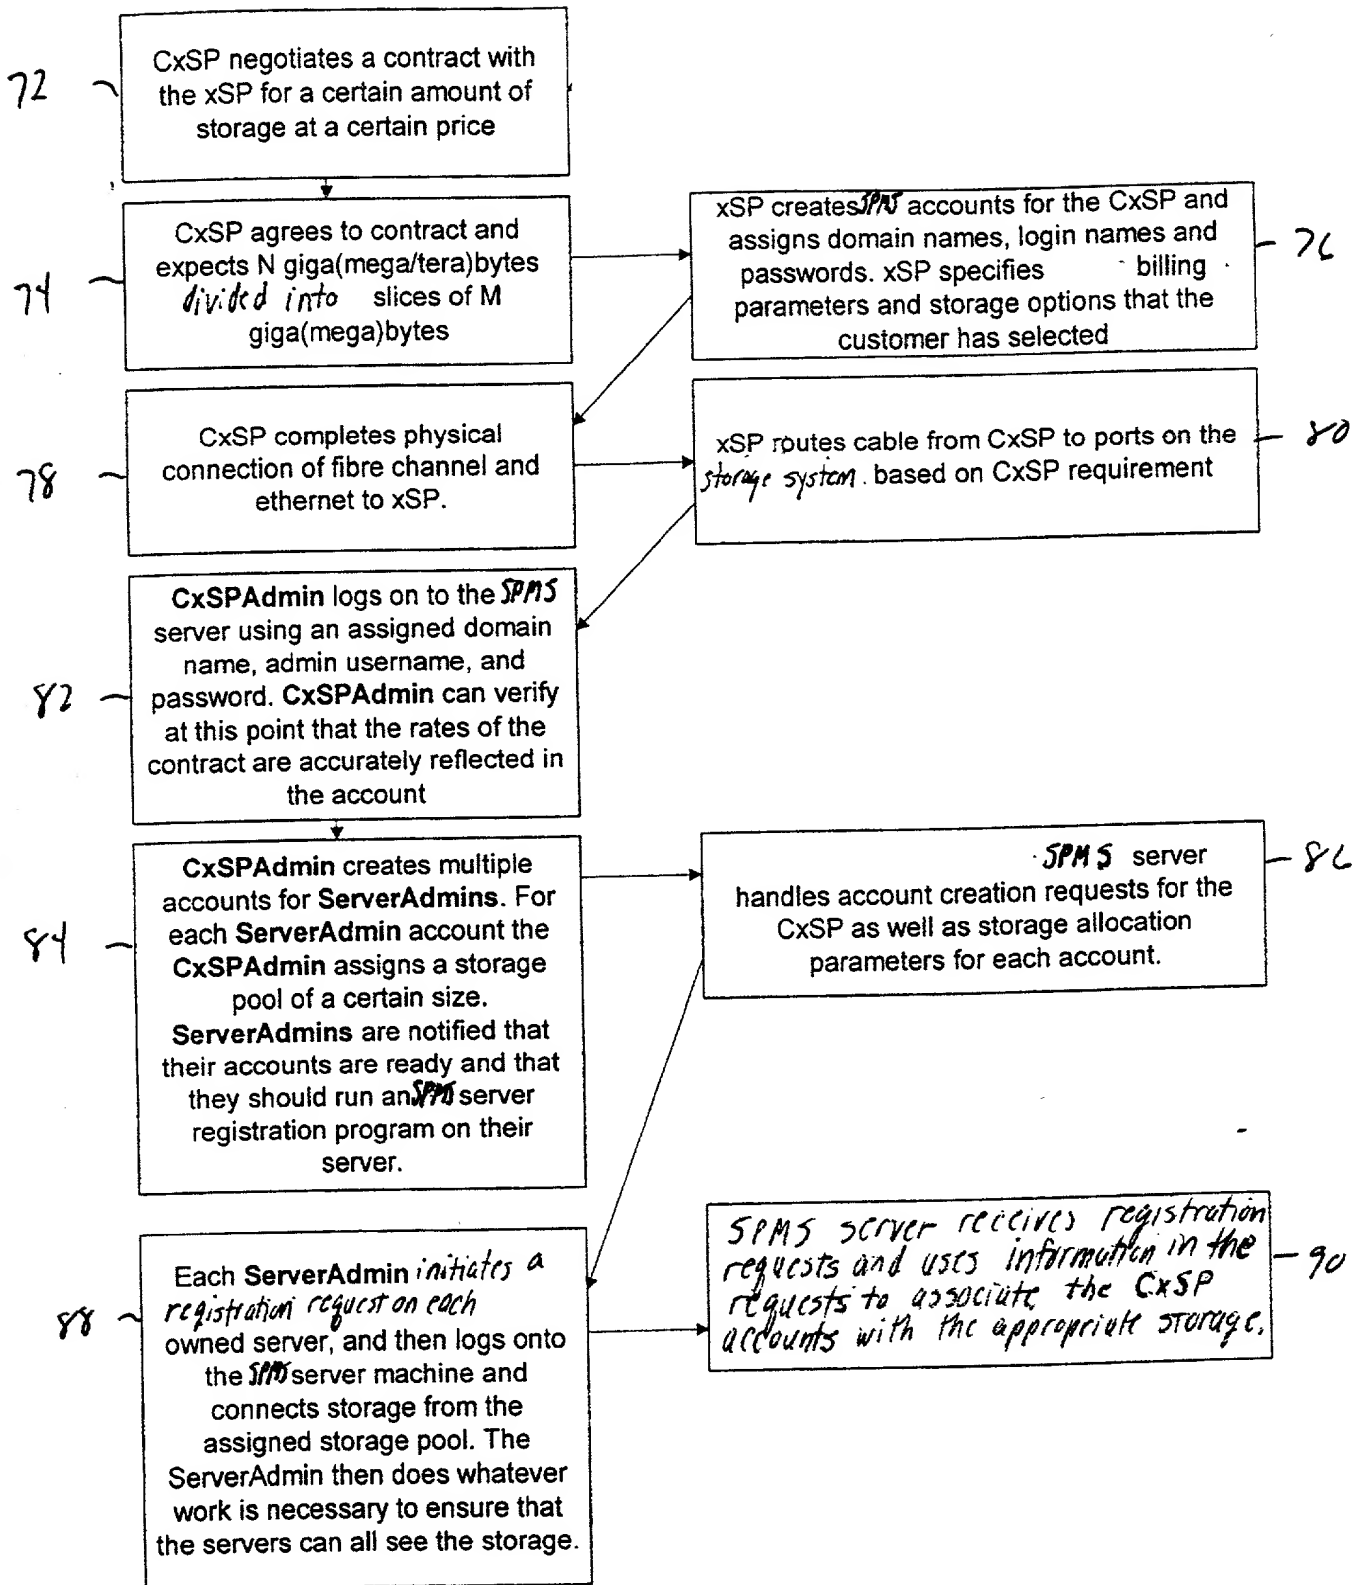 72
CxSP negotiates a contract with
the xSP for a certain amount of
storage at a certain price
74
CxSP agrees to contract and
expects N giga(mega/tera)bytes
divided into slices of M
giga(mega)bytes
xSP creates SPMS accounts for the CxSP and
assigns domain names, login names and
passwords. xSP specifies billing
parameters and storage options that the
customer has selected
76
78
CxSP completes physical
connection of fibre channel and
ethernet to xSP.
xSP routes cable from CxSP to ports on the
storage system. based on CxSP requirement
80
82
CxSPAdmin logs on to the SPMS
server using an assigned domain
name, admin username, and
password. CxSPAdmin can verify
at this point that the rates of the
contract are accurately reflected in
the account
84
CxSPAdmin creates multiple
accounts for ServerAdmins. For
each ServerAdmin account the
CxSPAdmin assigns a storage
pool of a certain size.
ServerAdmins are notified that
their accounts are ready and that
they should run an SPMS server
registration program on their
server.
SPMS server
handles account creation requests for the
CxSP as well as storage allocation
parameters for each account.
86
88
Each ServerAdmin initiates a
registration request on each
owned server, and then logs onto
the SPMS server machine and
connects storage from the
assigned storage pool. The
ServerAdmin then does whatever
work is necessary to ensure that
the servers can all see the storage.
SPMS server receives registration
requests and uses information in the
requests to associate the CxSP
accounts with the appropriate storage.
90